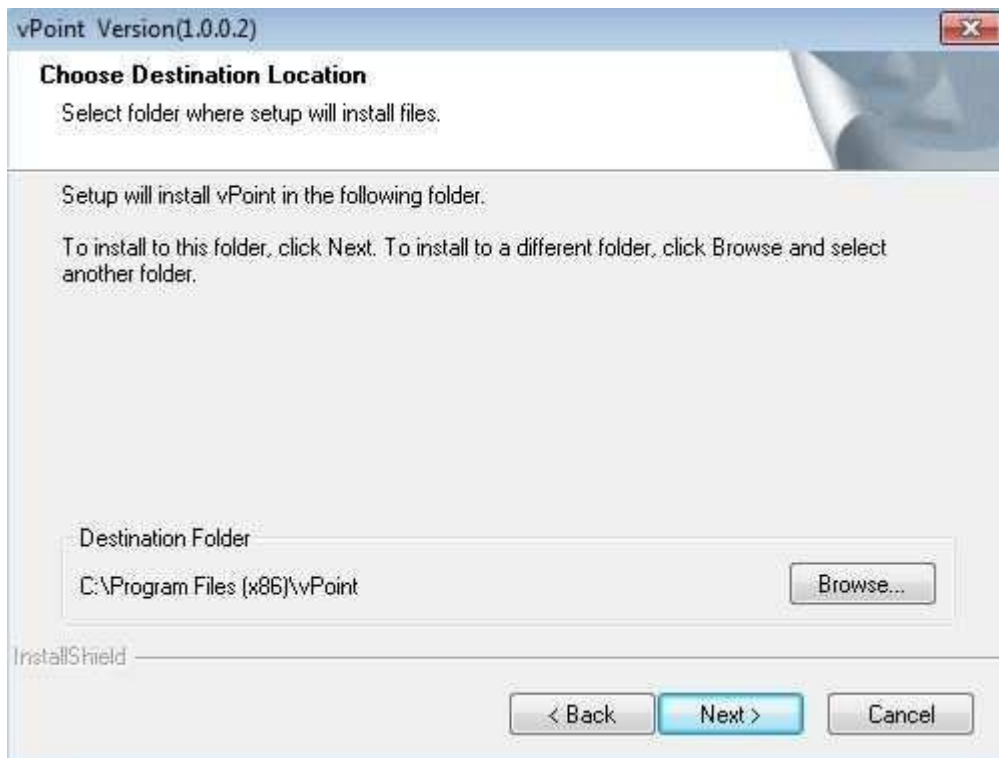 vPoint Version(1.0.0.2)
Choose Destination Location
Select folder where setup will install files.
Setup will install vPoint in the following folder.
To install to this folder, click Next. To install to a different folder, click Browse and select
another folder.
Destination Folder
C:\Program Files (x86)\vPoint
Browse...
InstallShield
< Back
Next >
Cancel